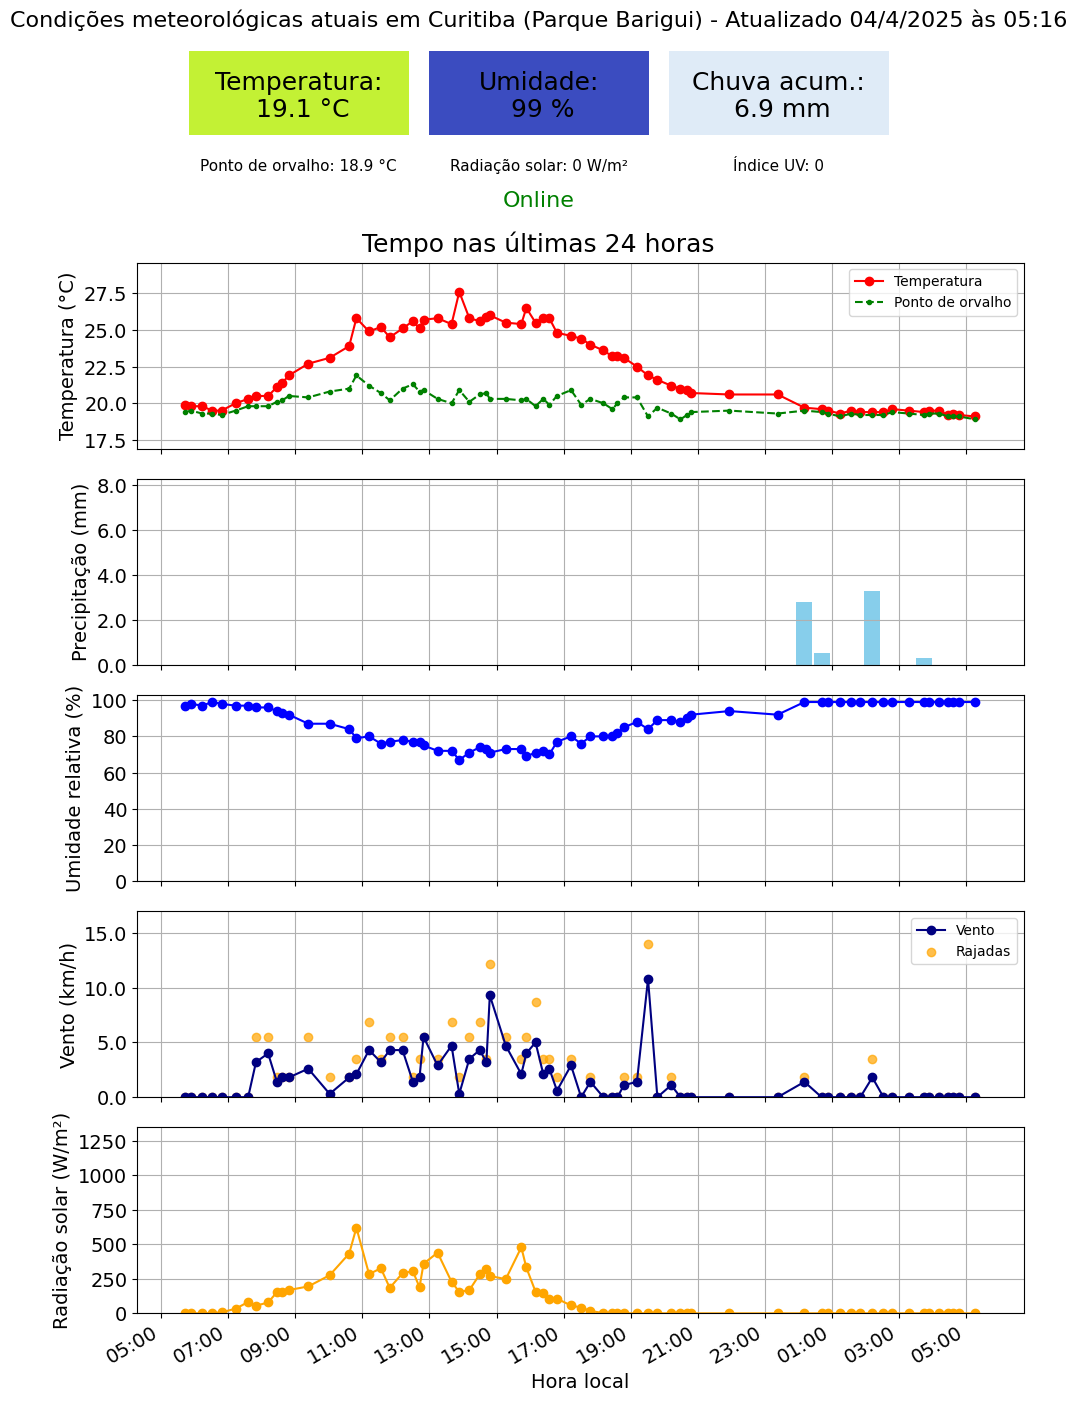 Condições meteorológicas atuais em Curitiba (Parque Barigui) - Atualizado 04/4/2025 às 05:16
Temperatura:
19.1 °C
Umidade:
99 %
Chuva acum.:
6.9 mm
Ponto de orvalho: 18.9 °C
Radiação solar: 0 W/m²
Índice UV: 0
Online
Tempo nas últimas 24 horas
Temperatura (°C)
27.5
25.0
22.5
20.0
17.5
Temperatura
Ponto de orvalho
Precipitação (mm)
8.0
6.0
4.0
2.0
0.0
Umidade relativa (%)
100
80
60
40
20
0
Vento (km/h)
15.0
10.0
5.0
0.0
Vento
Rajadas
Radiação solar (W/m²)
1250
1000
750
500
250
0
05:00
07:00
09:00
11:00
13:00
15:00
17:00
19:00
21:00
23:00
01:00
03:00
05:00
Hora local